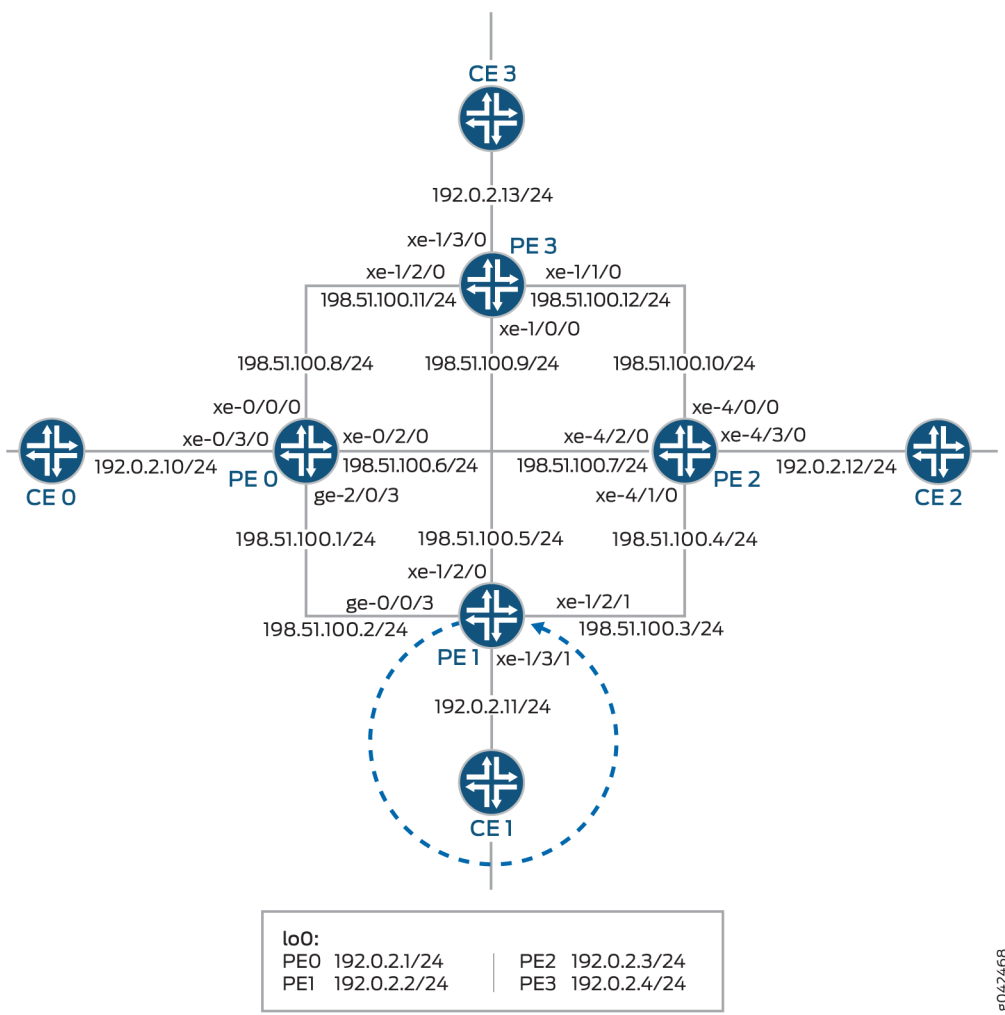 CE 3
192.0.2.13/24
xe-1/3/0
PE 3
xe-1/2/0
xe-1/1/0
198.51.100.11/24
198.51.100.12/24
xe-1/0/0
198.51.100.8/24
198.51.100.9/24
198.51.100.10/24
xe-0/0/0
xe-4/0/0
xe-0/3/0
xe-0/2/0
xe-4/2/0
xe-4/3/0
192.0.2.10/24
198.51.100.6/24
198.51.100.7/24
192.0.2.12/24
CE 0
PE 0
ge-2/0/3
xe-4/1/0
PE 2
CE 2
198.51.100.1/24
198.51.100.5/24
198.51.100.4/24
xe-1/2/0
ge-0/0/3
xe-1/2/1
198.51.100.2/24
198.51.100.3/24
PE 1
xe-1/3/1
192.0.2.11/24
CE 1
lo0:
PE0 192.0.2.1/24 PE2 192.0.2.3/24
PE1 192.0.2.2/24 PE3 192.0.2.4/24
g042468